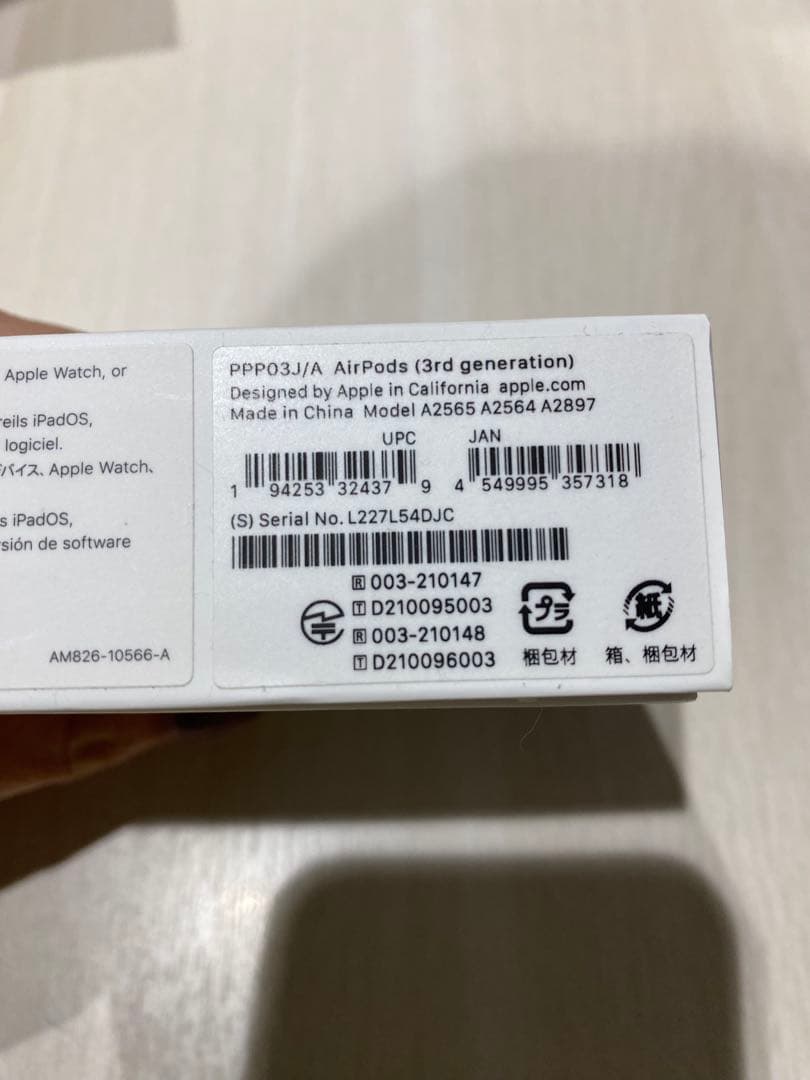 Apple Watch, or
reils iPadOS,
logiciel.
バイス、Apple Watch、
s iPadOS,
rsión de software
AM826-10566-A
PPP03J/A AirPods (3rd generation)
Designed by Apple in California apple.com
Made in China Model A2565 A2564 A2897
UPC JAN
1 94253 32437 9 4 549995 357318
(S) Serial No. L227L54DJC
R 003-210147
T D210095003
R 003-210148
T D210096003
プラ
梱包材
紙
箱、梱包材